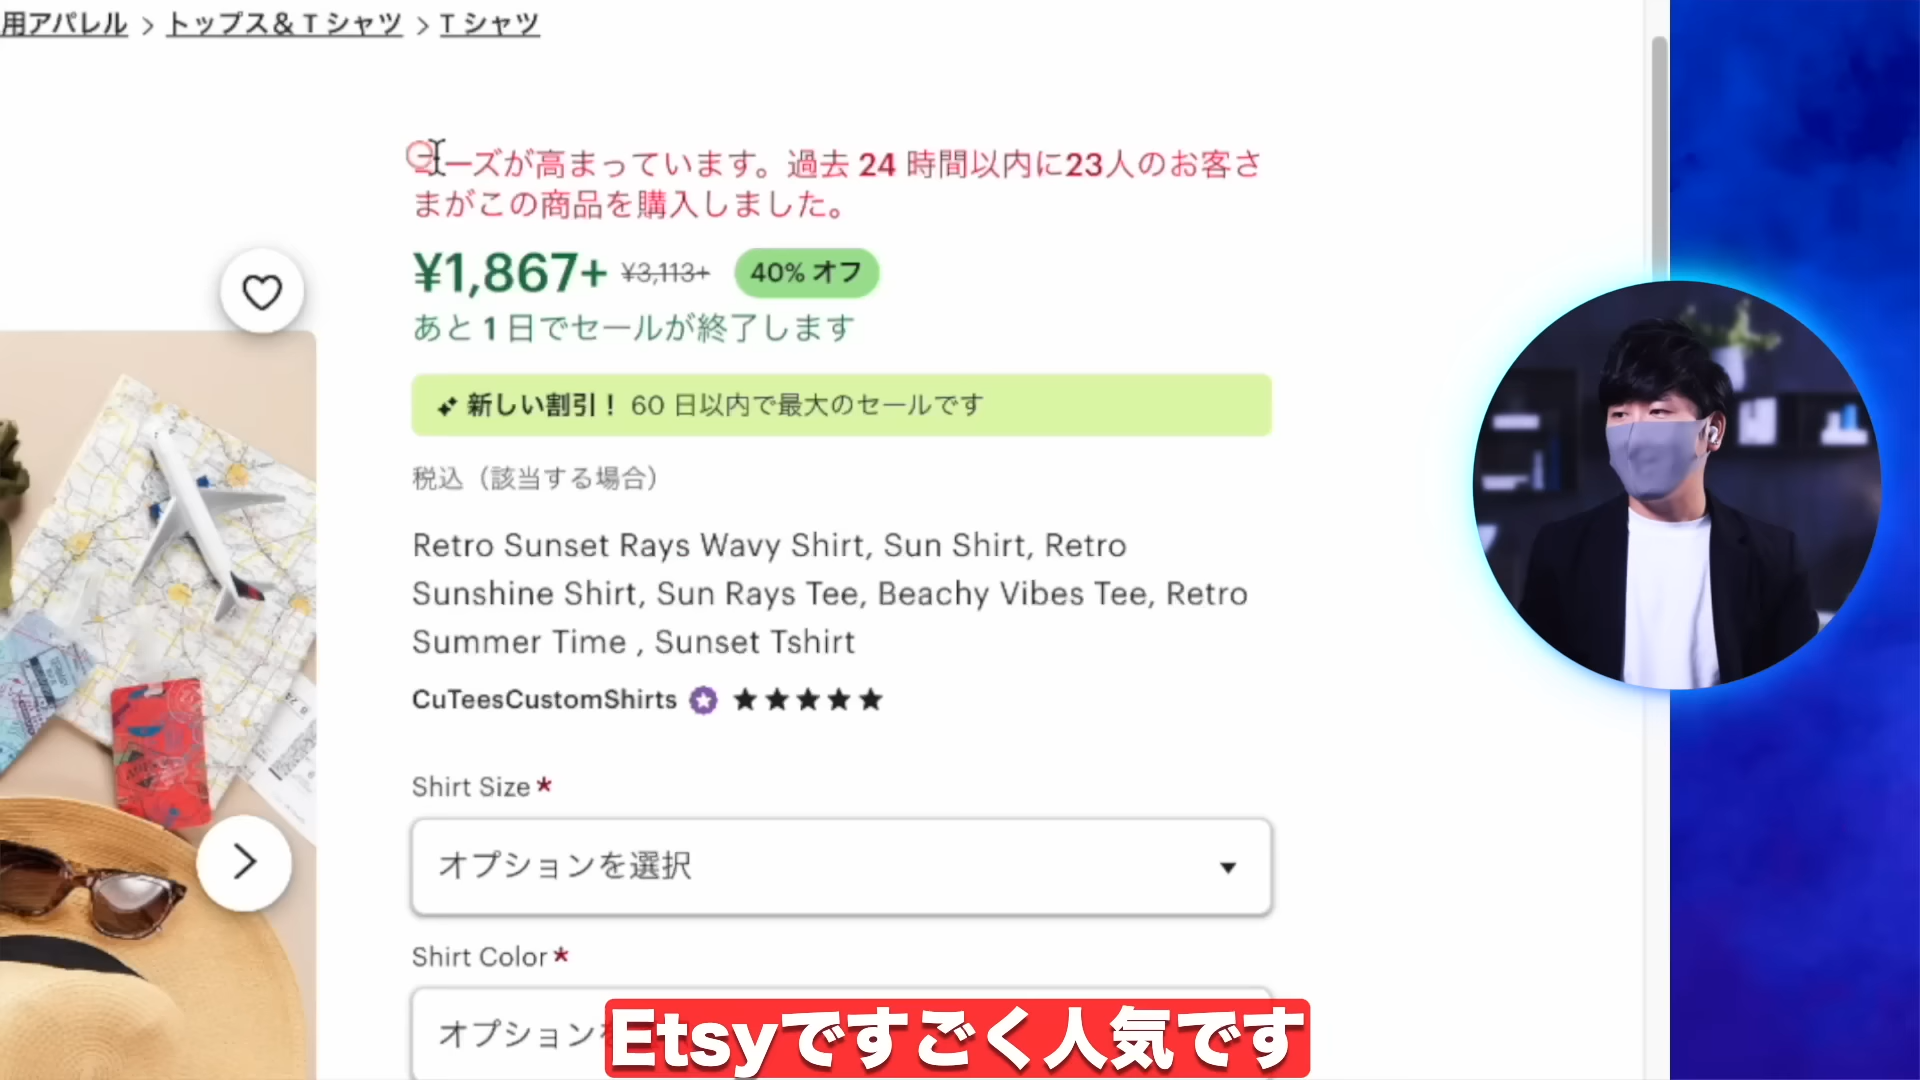 用アパレル > トップス＆Tシャツ > Tシャツ
ーズが高まっています。過去 24 時間以内に23人のお客さ
まがこの商品を購入しました。
¥1,867+ ¥3,113+ 40% オフ
あと 1 日でセールが終了します
新しい割引！ 60 日以内で最大のセールです
税込（該当する場合）
Retro Sunset Rays Wavy Shirt, Sun Shirt, Retro
Sunshine Shirt, Sun Rays Tee, Beachy Vibes Tee, Retro
Summer Time , Sunset Tshirt
CuTeesCustomShirts ★★★★★
Shirt Size *
オプションを選択
Shirt Color *
オプション
Etsyですごく人気です